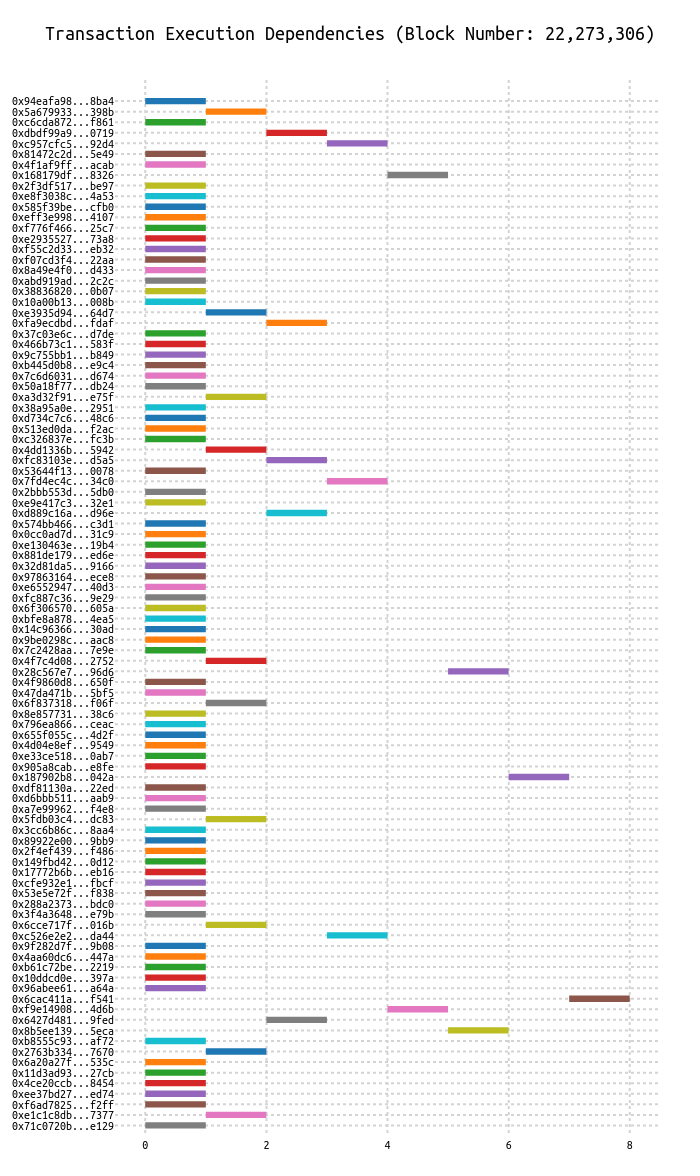 Transaction Execution Dependencies (Block Number: 22,273,306)
0x94eafa98...8ba4
0x5a679933...398b
0xc6cda872...f861
0xdbdf99a9...0719
0xc957cfc5...92d4
0x81472c2d...5e49
0x4f1af9ff...acab
0x168179df...8326
0x2f3df517...be97
0xe8f3038c...4a53
0x585f39be...cfb0
0xeff3e998...4107
0xf776f466...25c7
0xe2935527...73a8
0xf55c2d33...eb32
0xf07cd3f4...22aa
0x8a49e4f0...d433
0xabd919ad...2c2c
0x38836820...0b07
0x10a00b13...008b
0xe3935d94...64d7
0xfa9ecdbd...fdaf
0x37c03e6c...d7de
0x466b73c1...583f
0x9c755bb1...b849
0xb445d0b8...e9c4
0x7c6d6031...d674
0x50a18f77...db24
0xa3d32f91...e75f
0x38a95a0e...2951
0xd734c7c6...48c6
0x513ed0da...f2ac
0xc326837e...fc3b
0x4dd1336b...5942
0xfc83103e...d5a5
0x53644f13...0078
0x7fd4ec4c...34c0
0x2bbb553d...5db0
0xe9e417c3...32e1
0xd889c16a...d96e
0x574bb466...c3d1
0x0cc0ad7d...31c9
0xe130463e...19b4
0x881de179...ed6e
0x32d81da5...9166
0x97863164...ece8
0xe6552947...40d3
0xfc887c36...9e29
0x6f306570...605a
0xbfe8a878...4ea5
0x14c96366...30ad
0x9be0298c...aac8
0x7c2428aa...7e9e
0x4f7c4d08...2752
0x28c567e7...96d6
0x4f9860d8...650f
0x47da471b...5bf5
0x6f837318...f06f
0x8e857731...38c6
0x796ea866...ceac
0x655f055c...4d2f
0x4d04e8ef...9549
0xe33ce518...0ab7
0x905a8cab...e8fe
0x187902b8...042a
0xdf81130a...22ed
0xd6bbb511...aab9
0xa7e99962...f4e8
0x5fdb03c4...dc83
0x3cc6b86c...8aa4
0x89922e00...9bb9
0x2f4ef439...f486
0x149fbd42...0d12
0x17772b6b...eb16
0xcfe932e1...fbcf
0x53e5e72f...f838
0x288a2373...bdc0
0x3f4a3648...e79b
0x6cce717f...016b
0xc526e2e2...da44
0x9f282d7f...9b08
0x4aa60dc6...447a
0xb61c72be...2219
0x10ddcd0e...397a
0x96abee61...a64a
0x6cac411a...f541
0xf9e14908...4d6b
0x6427d481...9fed
0x8b5ee139...5eca
0xb8555c93...af72
0x2763b334...7670
0x6a20a27f...535c
0x11d3ad93...27cb
0x4ce20ccb...8454
0xee37bd27...ed74
0xf6ad7825...f2ff
0xe1c1c8db...7377
0x71c0720b...e129
0 2 4 6 8